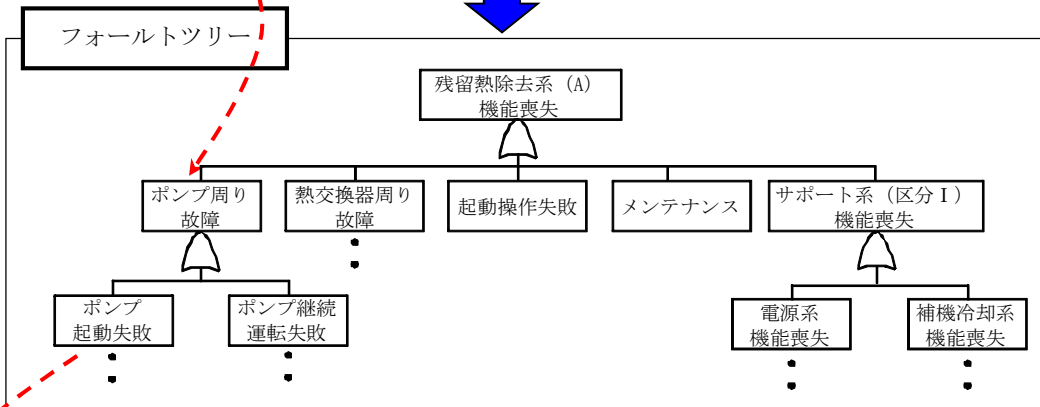 フォールトツリー
残留熱除去系（A）
機能喪失
ポンプ周り
故障
熱交換器周り
故障
起動操作失敗
メンテナンス
サポート系（区分Ⅰ）
機能喪失
ポンプ
起動失敗
ポンプ継続
運転失敗
電源系
機能喪失
補機冷却系
機能喪失